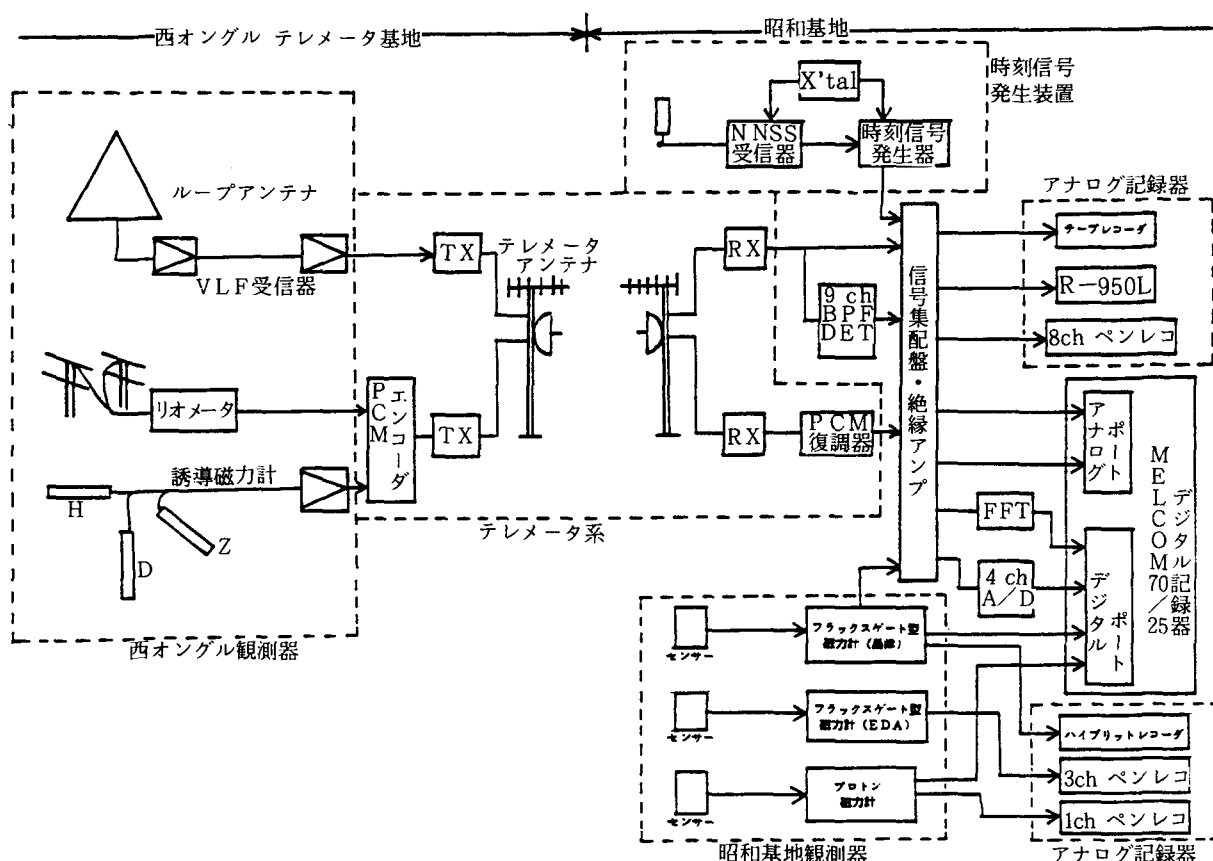 西オングル テレメータ基地
昭和基地
時刻信号
発生装置
X'tal
NNSS
受信器
時刻信号
発生器
ループアンテナ
VLF受信器
TX
テレメータ
アンテナ
RX
9 ch
BPF
DET
信号集配盤・絶縁アンプ
アナログ記録器
テープレコーダ
R-950L
8ch ペンレコ
リオメータ
PCM
エンコーダ
TX
RX
PCM
復調器
アナログ
ポート
MELCOM70/25
デジタル記録器
誘導磁力計
H
D
Z
テレメータ系
FFT
4 ch
A/D
デジタル
ポート
西オングル観測器
センサー
フラックスゲート型
磁力計(島津)
センサー
フラックスゲート型
磁力計(EDA)
センサー
プロトン
磁力計
ハイブリットレコーダ
3ch ペンレコ
1ch ペンレコ
昭和基地観測器
アナログ記録器